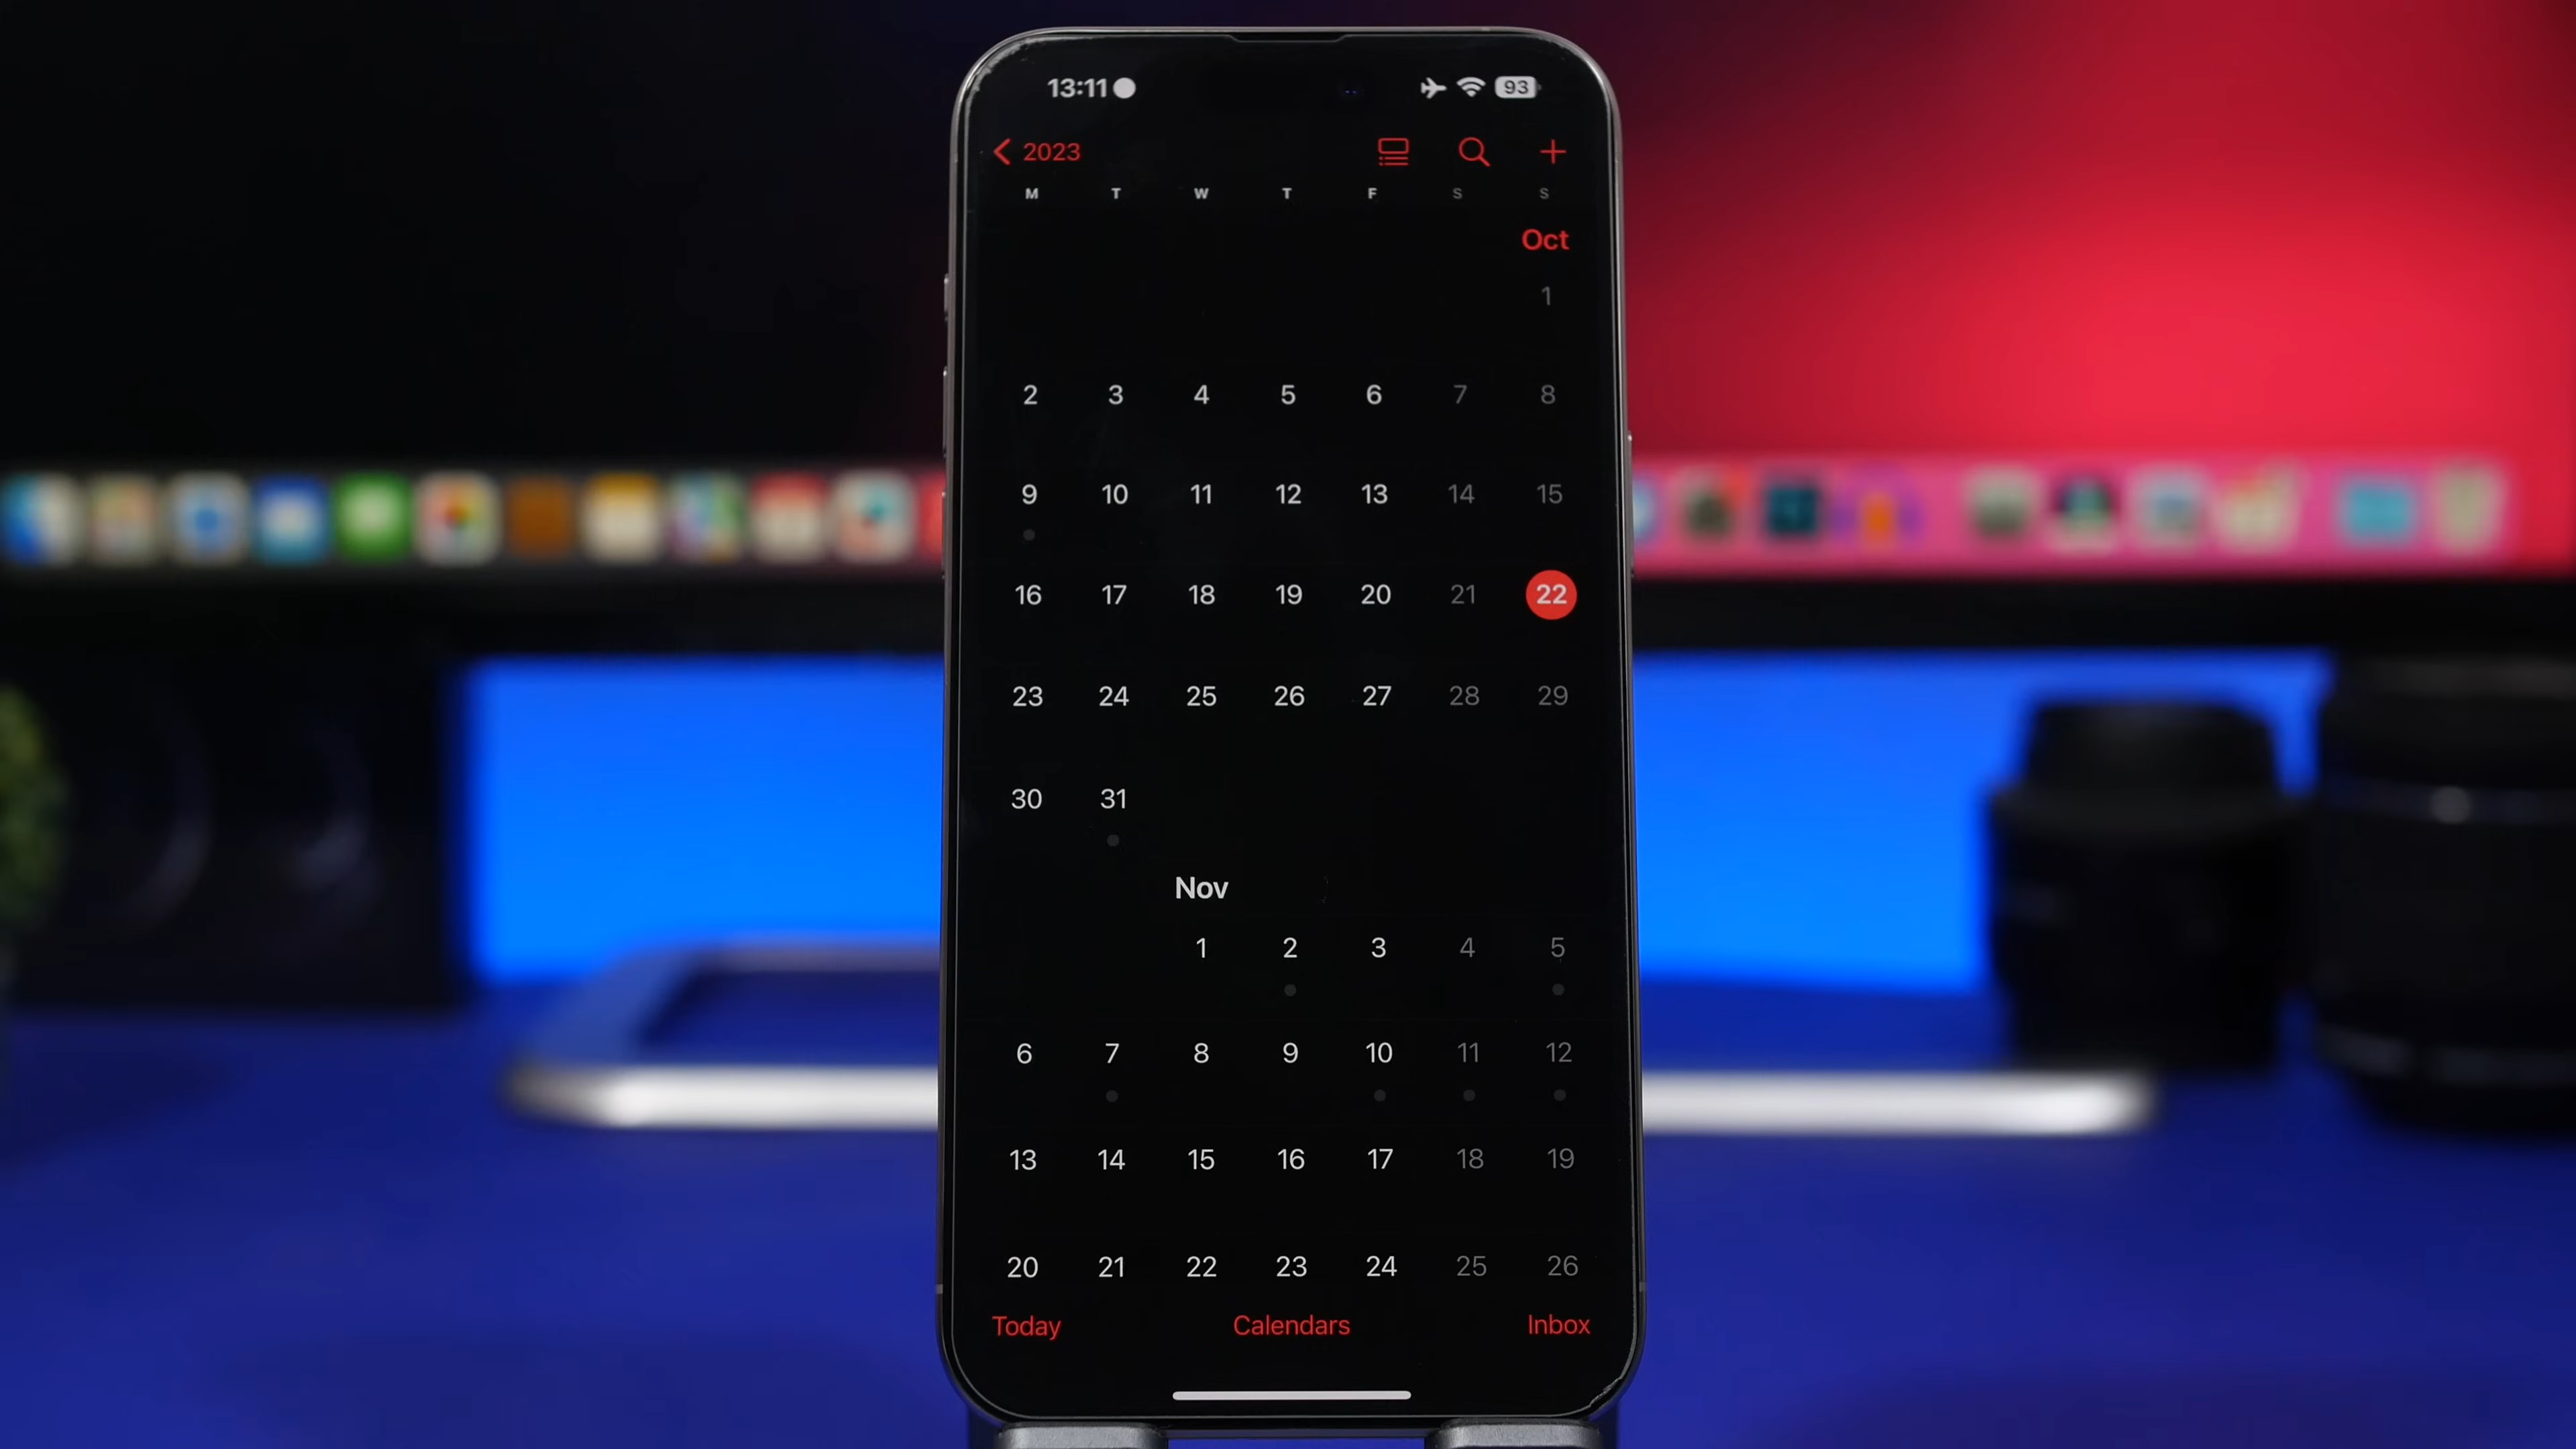 13:11 93
2023
M T W T F S S
Oct
1
2 3 4 5 6 7 8
9 10 11 12 13 14 15
16 17 18 19 20 21 22
23 24 25 26 27 28 29
30 31
Nov
1 2 3 4 5
6 7 8 9 10 11 12
13 14 15 16 17 18 19
20 21 22 23 24 25 26
Today Calendars Inbox